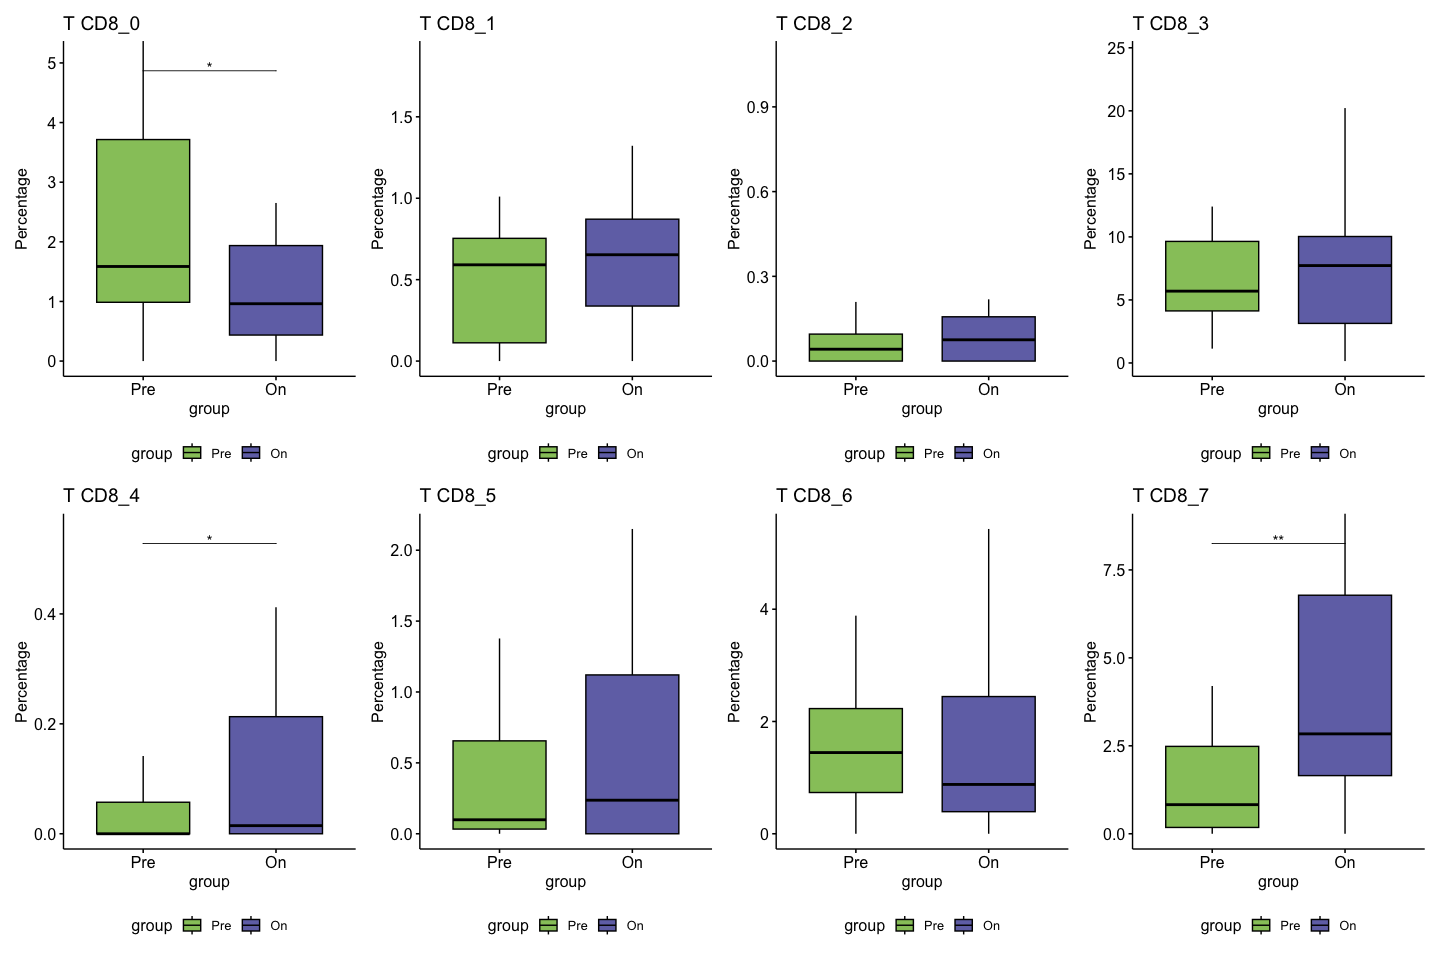 T CD8_0
5
4
3
2
1
0
Percentage
*
Pre
On
group
group Pre On
T CD8_1
1.5
1.0
0.5
0.0
Percentage
Pre
On
group
group Pre On
T CD8_2
0.9
0.6
0.3
0.0
Percentage
Pre
On
group
group Pre On
T CD8_3
25
20
15
10
5
0
Percentage
Pre
On
group
group Pre On
T CD8_4
0.4
0.2
0.0
Percentage
*
Pre
On
group
group Pre On
T CD8_5
2.0
1.5
1.0
0.5
0.0
Percentage
Pre
On
group
group Pre On
T CD8_6
4
2
0
Percentage
Pre
On
group
group Pre On
T CD8_7
7.5
5.0
2.5
0.0
Percentage
**
Pre
On
group
group Pre On